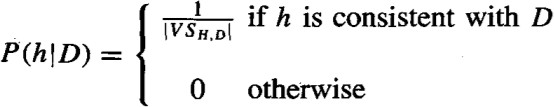 P(h|D) = { 1/|VS_{H,D}| if h is consistent with D
0 otherwise